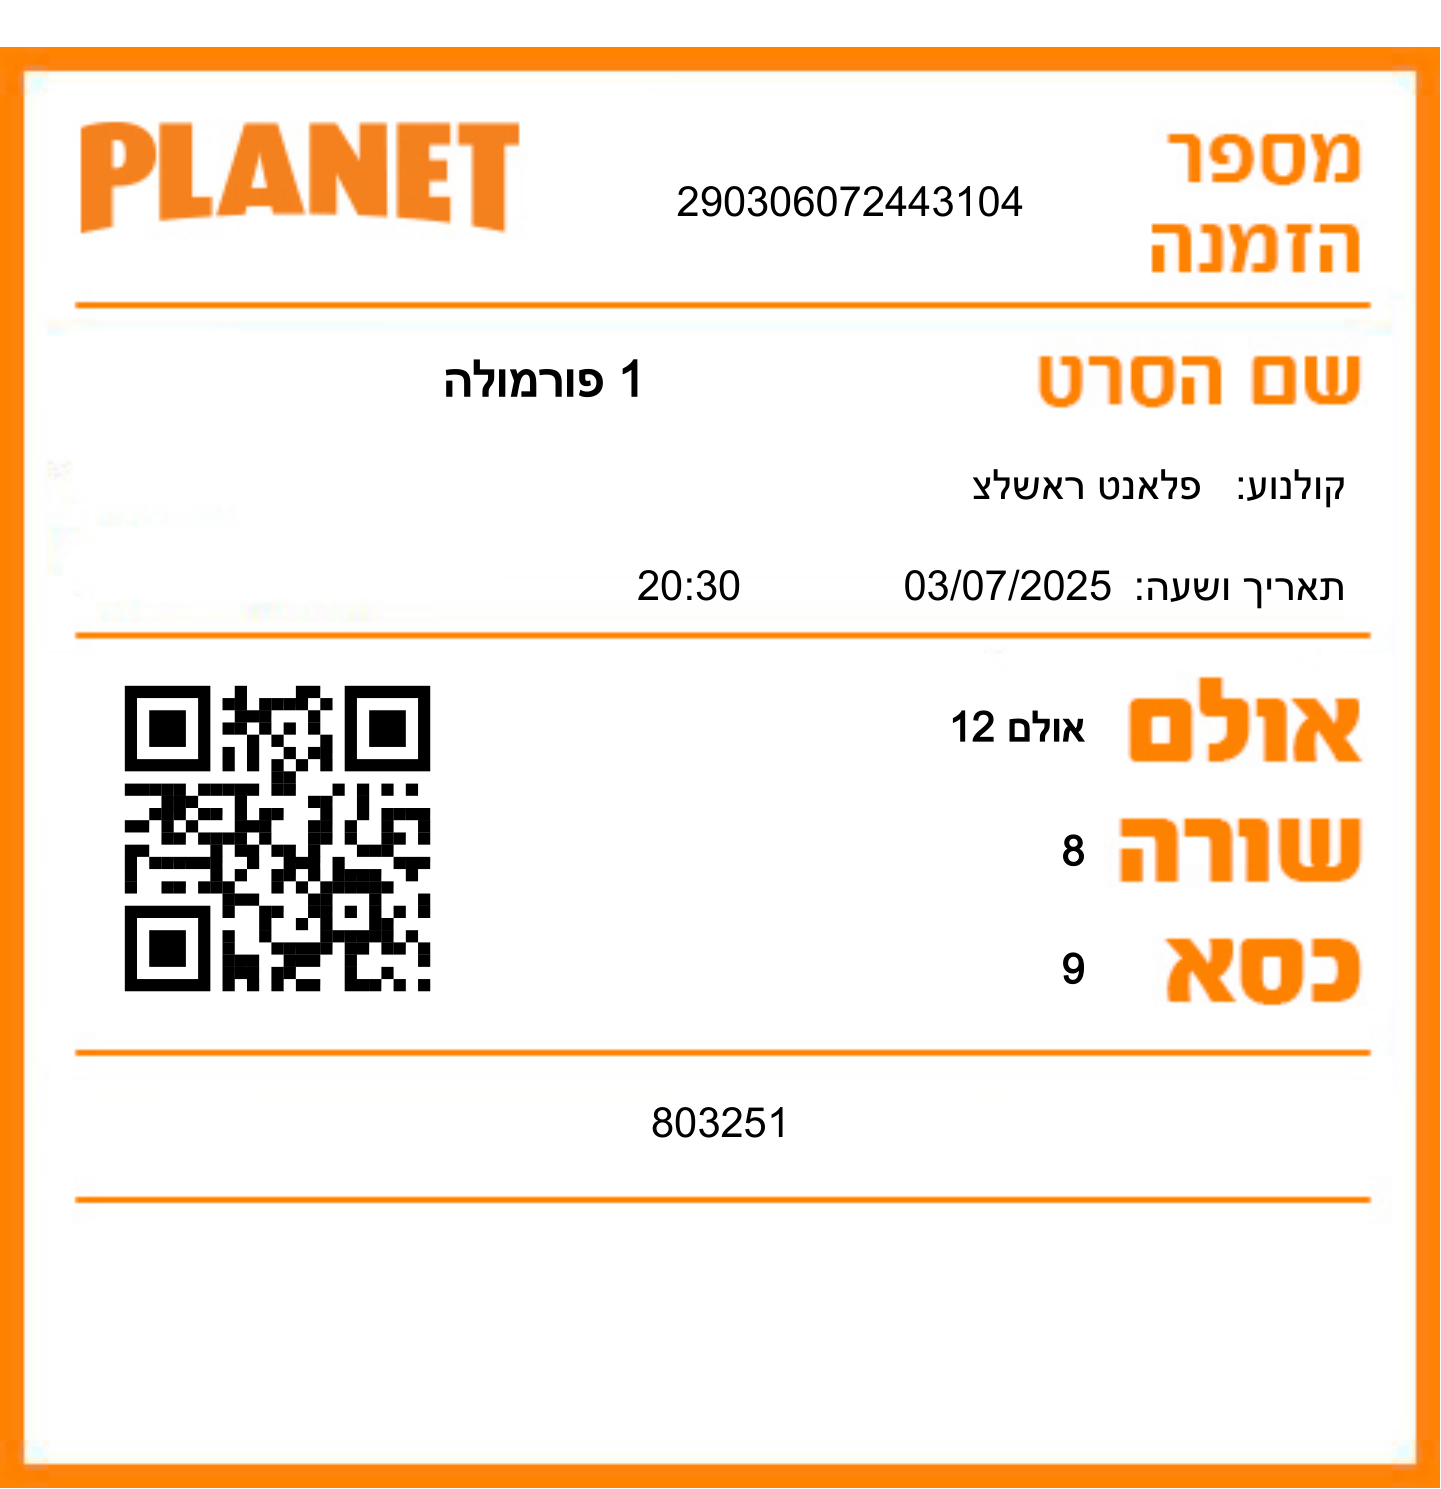 PLANET
מספר
הזמנה
290306072443104
שם הסרט
1 פורמולה
קולנוע: פלאנט ראשלצ
תאריך ושעה: 03/07/2025 20:30
אולם אולם 12
שורה 8
כסא 9
803251